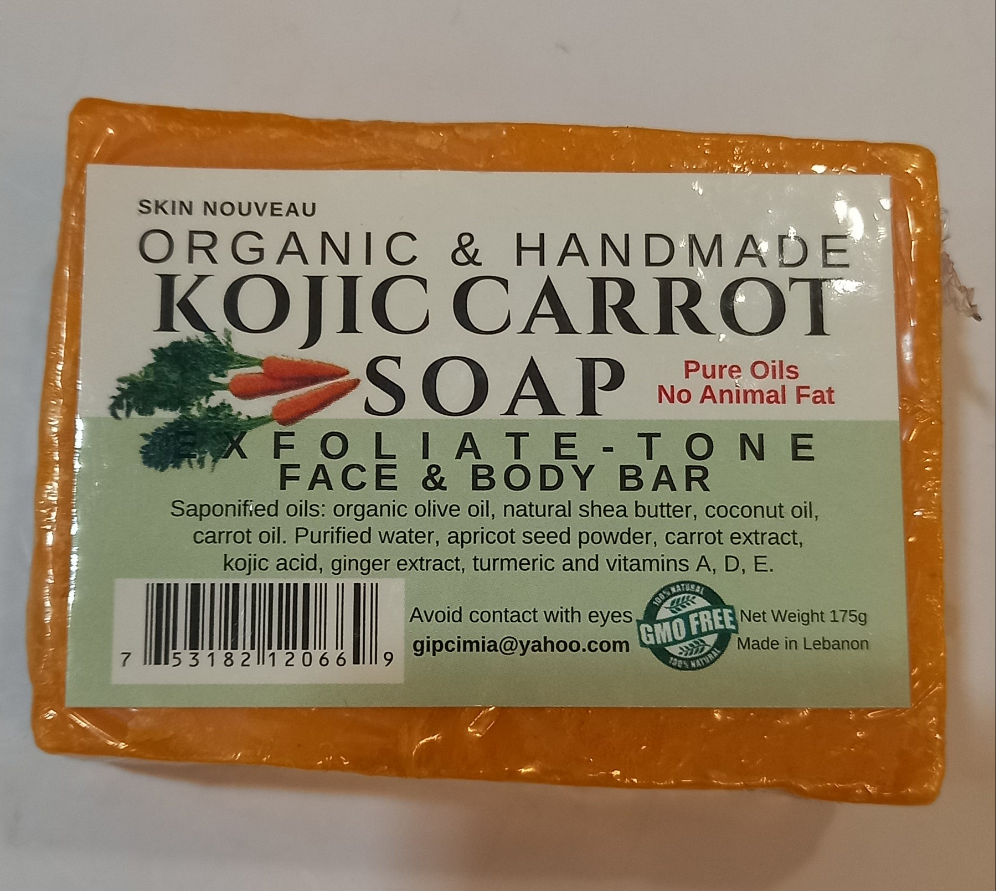 SKIN NOUVEAU
ORGANIC & HANDMADE
KOJIC CARROT
SOAP
Pure Oils
No Animal Fat
EXFOLIATE-TONE
FACE & BODY BAR
Saponified oils: organic olive oil, natural shea butter, coconut oil,
carrot oil. Purified water, apricot seed powder, carrot extract,
kojic acid, ginger extract, turmeric and vitamins A, D, E.
7 53182 12066 9
Avoid contact with eyes
gipcimia@yahoo.com
100% NATURAL
GMO FREE
100% NATURAL
Net Weight 175g
Made in Lebanon